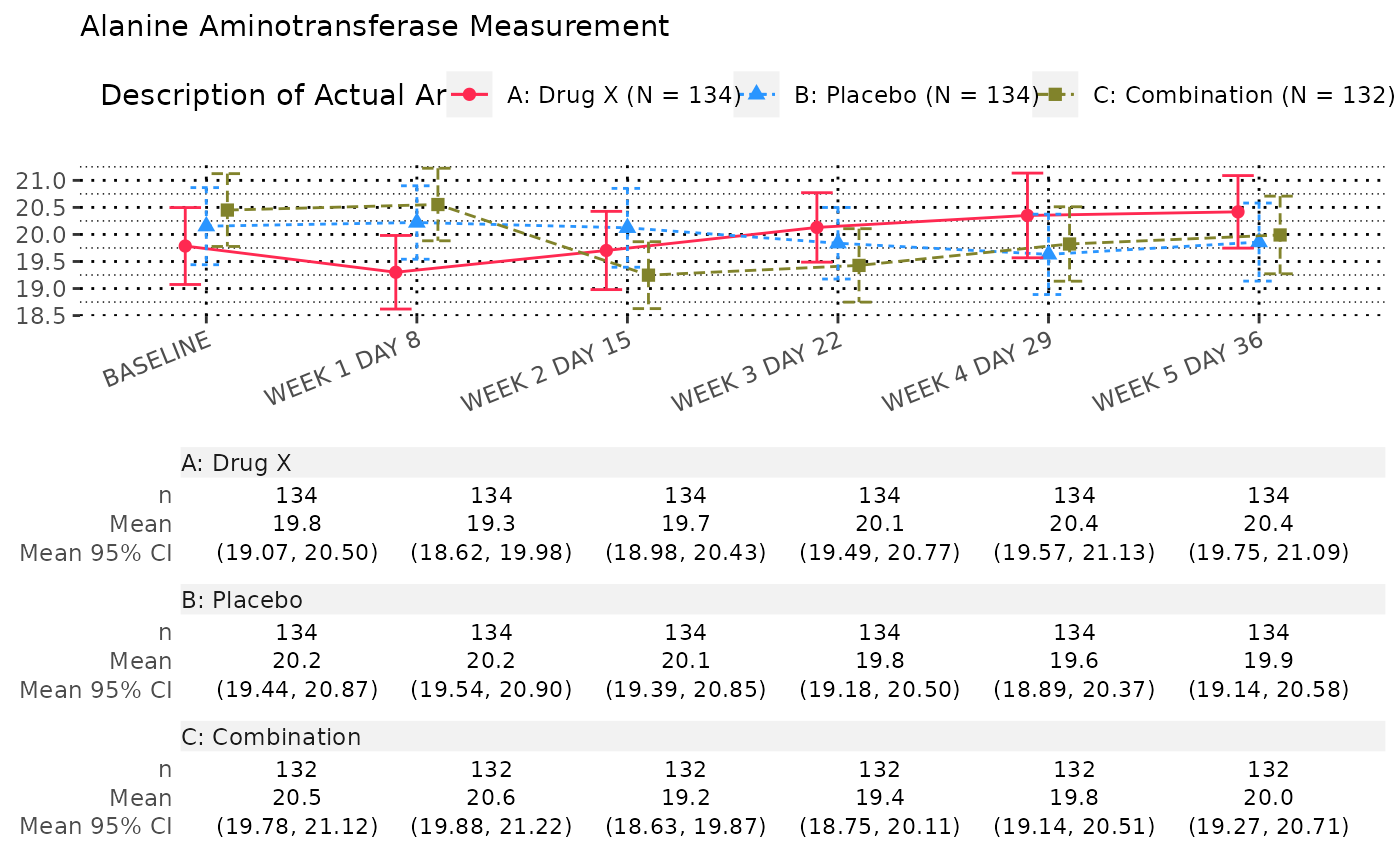 Alanine Aminotransferase Measurement
Description of Actual Ar A: Drug X (N = 134) B: Placebo (N = 134) C: Combination (N = 132)
21.0
20.5
20.0
19.5
19.0
18.5
BASELINE WEEK 1 DAY 8 WEEK 2 DAY 15 WEEK 3 DAY 22 WEEK 4 DAY 29 WEEK 5 DAY 36
A: Drug X
n 134 134 134 134 134 134
Mean 19.8 19.3 19.7 20.1 20.4 20.4
Mean 95% CI (19.07, 20.50) (18.62, 19.98) (18.98, 20.43) (19.49, 20.77) (19.57, 21.13) (19.75, 21.09)
B: Placebo
n 134 134 134 134 134 134
Mean 20.2 20.2 20.1 19.8 19.6 19.9
Mean 95% CI (19.44, 20.87) (19.54, 20.90) (19.39, 20.85) (19.18, 20.50) (18.89, 20.37) (19.14, 20.58)
C: Combination
n 132 132 132 132 132 132
Mean 20.5 20.6 19.2 19.4 19.8 20.0
Mean 95% CI (19.78, 21.12) (19.88, 21.22) (18.63, 19.87) (18.75, 20.11) (19.14, 20.51) (19.27, 20.71)